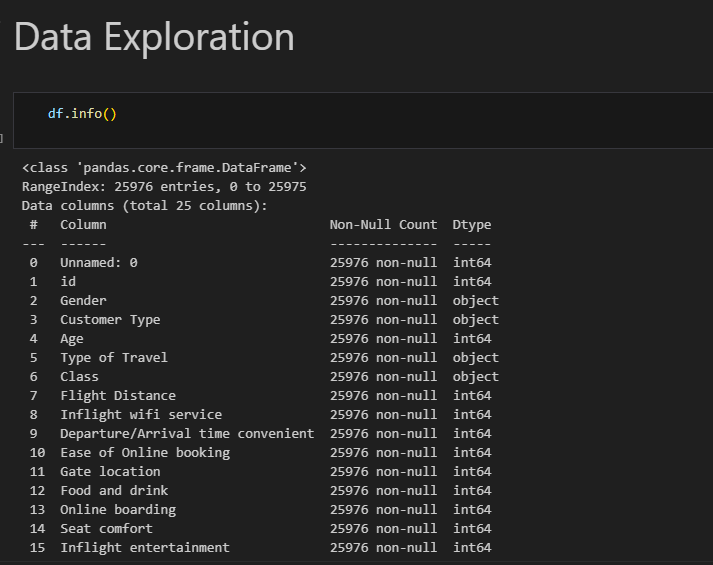 Data Exploration
df.info()
]
<class 'pandas.core.frame.DataFrame'>
RangeIndex: 25976 entries, 0 to 25975
Data columns (total 25 columns):
 #   Column                             Non-Null Count  Dtype
---  ------                             --------------  -----
 0   Unnamed: 0                         25976 non-null  int64
 1   id                                 25976 non-null  int64
 2   Gender                             25976 non-null  object
 3   Customer Type                      25976 non-null  object
 4   Age                                25976 non-null  int64
 5   Type of Travel                     25976 non-null  object
 6   Class                              25976 non-null  object
 7   Flight Distance                    25976 non-null  int64
 8   Inflight wifi service              25976 non-null  int64
 9   Departure/Arrival time convenient  25976 non-null  int64
 10  Ease of Online booking             25976 non-null  int64
 11  Gate location                      25976 non-null  int64
 12  Food and drink                     25976 non-null  int64
 13  Online boarding                    25976 non-null  int64
 14  Seat comfort                       25976 non-null  int64
 15  Inflight entertainment             25976 non-null  int64